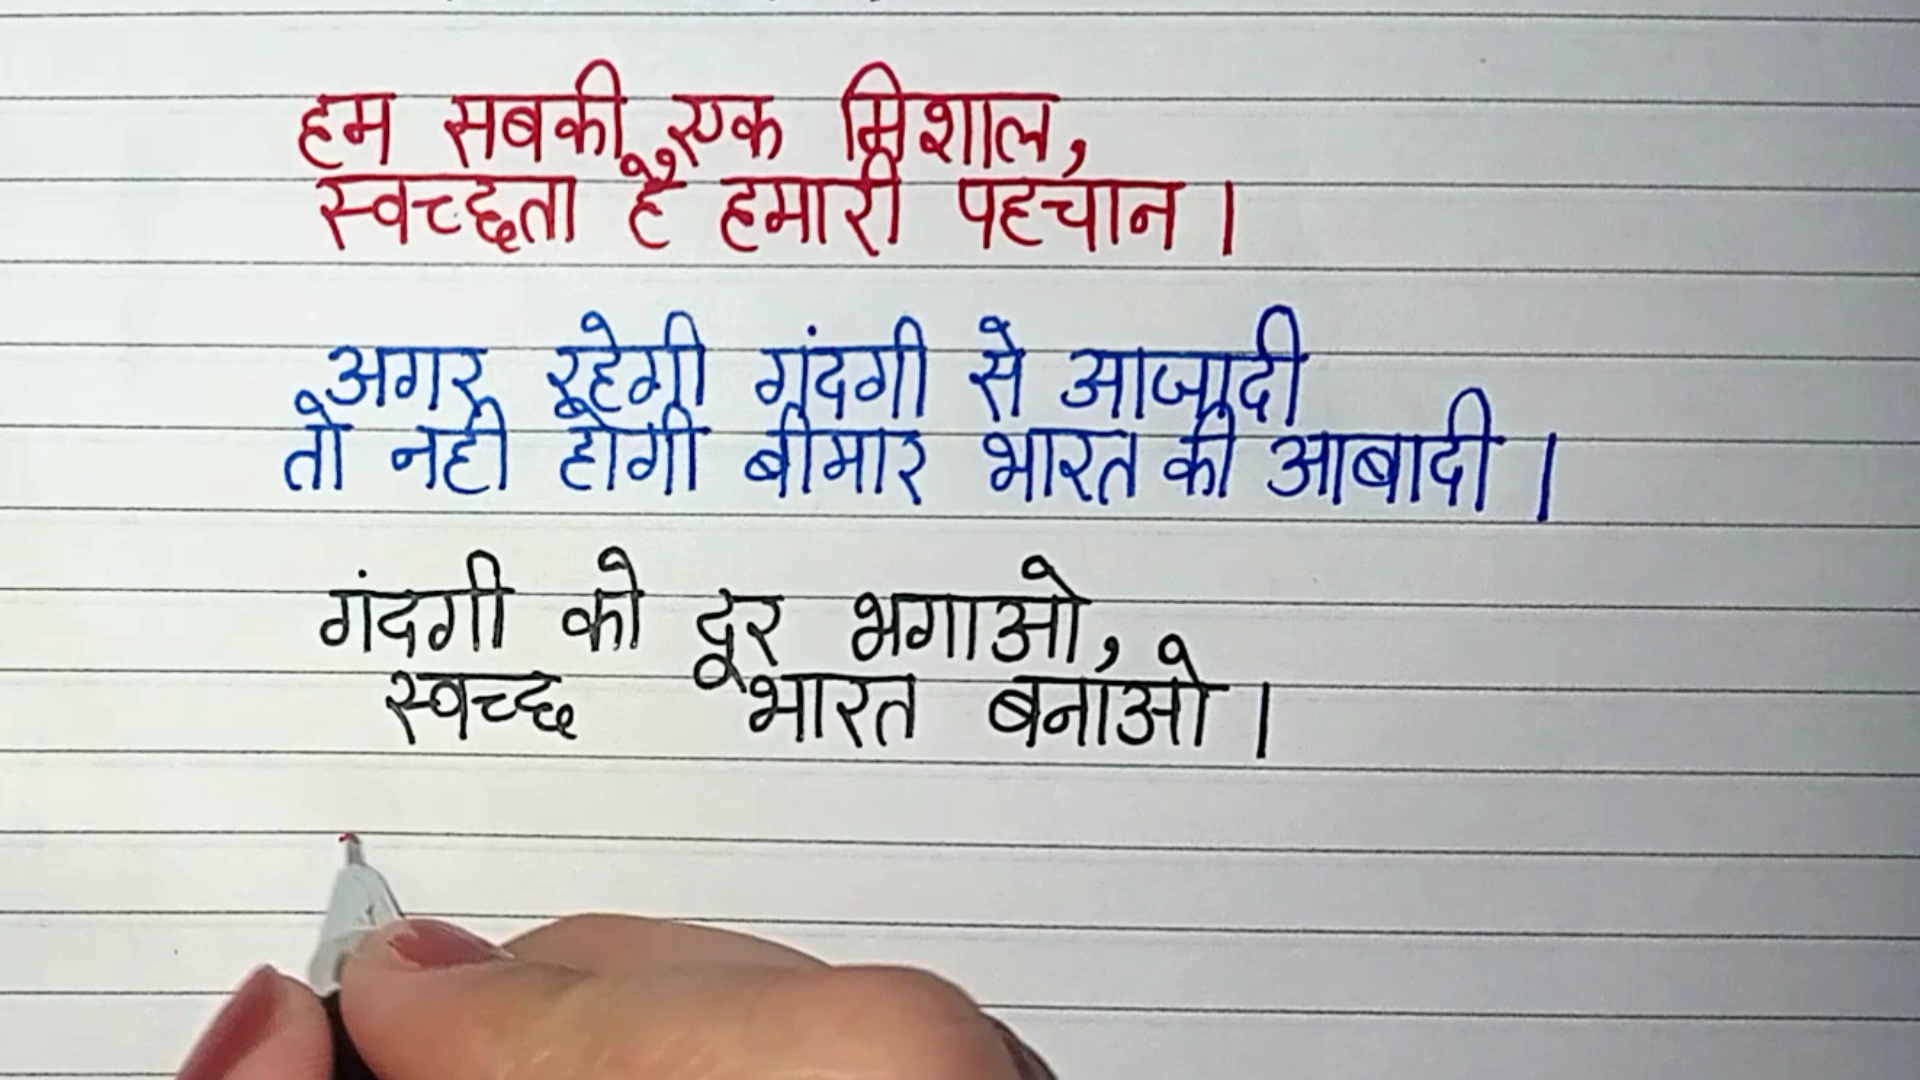 हम सबकी एक मिशाल,
स्वच्छता है हमारी पहचान ।
अगर रहेगी गंदगी से आजादी
तो नही होगी बीमार भारत की आबादी ।
गंदगी को दूर भगाओ,
स्वच्छ भारत बनाओ ।